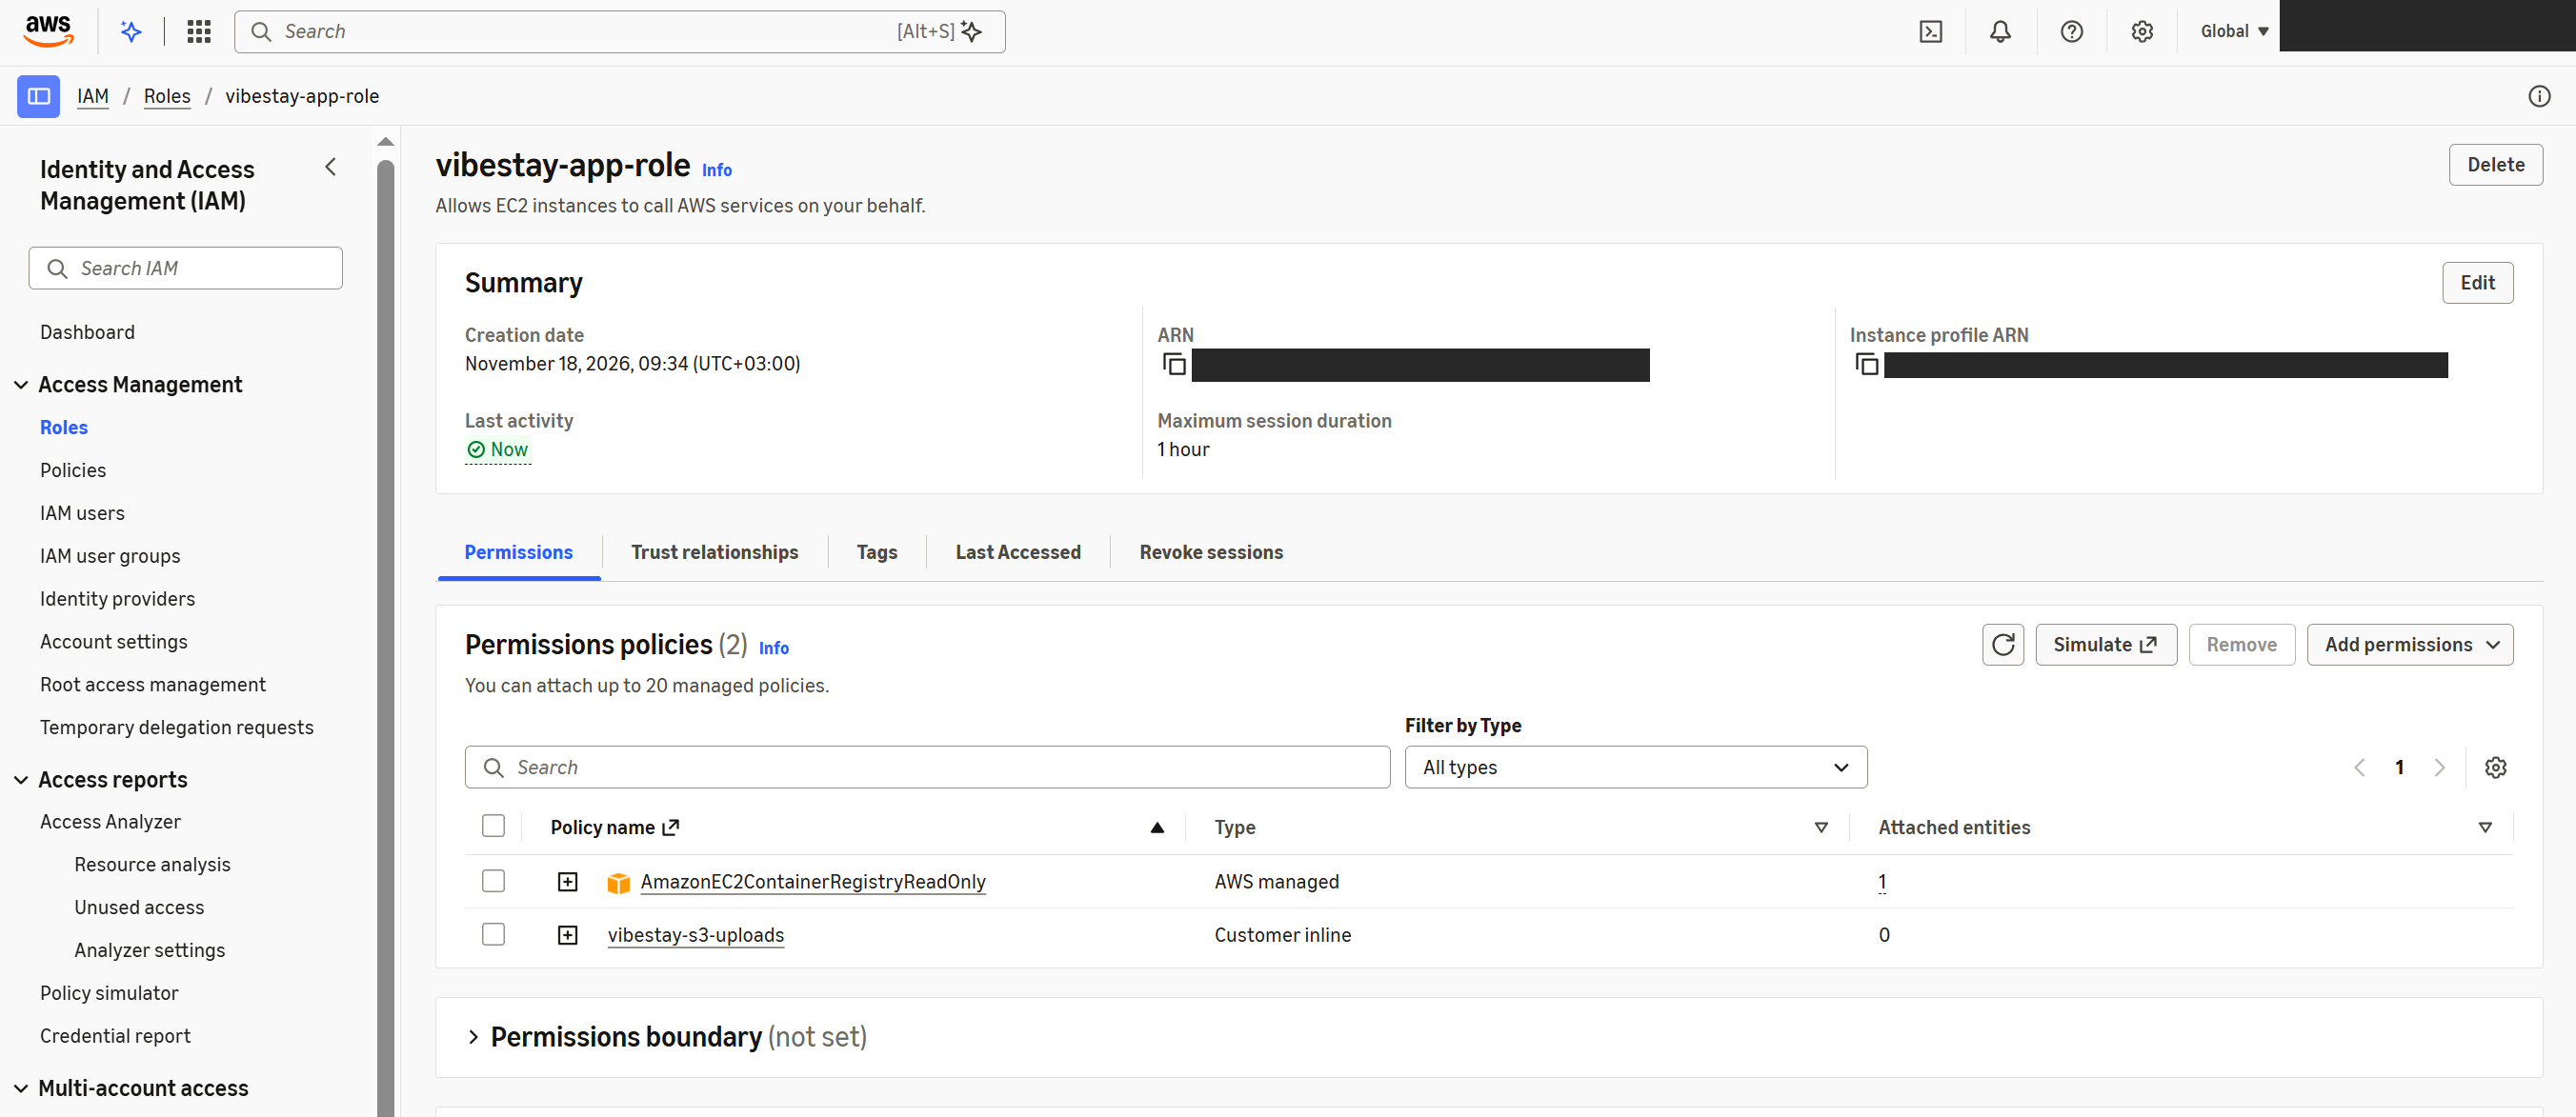 aws
Search [Alt+S]
Global
IAM / Roles / vibestay-app-role
Identity and Access Management (IAM)
Search IAM
Dashboard
Access Management
Roles
Policies
IAM users
IAM user groups
Identity providers
Account settings
Root access management
Temporary delegation requests
Access reports
Access Analyzer
Resource analysis
Unused access
Analyzer settings
Policy simulator
Credential report
Multi-account access
vibestay-app-role Info
Delete
Allows EC2 instances to call AWS services on your behalf.
Summary
Edit
Creation date
November 18, 2026, 09:34 (UTC+03:00)
ARN
Instance profile ARN
Last activity
Now
Maximum session duration
1 hour
Permissions
Trust relationships
Tags
Last Accessed
Revoke sessions
Permissions policies (2) Info
Simulate
Remove
Add permissions
You can attach up to 20 managed policies.
Filter by Type
Search
All types
1
Policy name
Type
Attached entities
AmazonEC2ContainerRegistryReadOnly
AWS managed
1
vibestay-s3-uploads
Customer inline
0
Permissions boundary (not set)